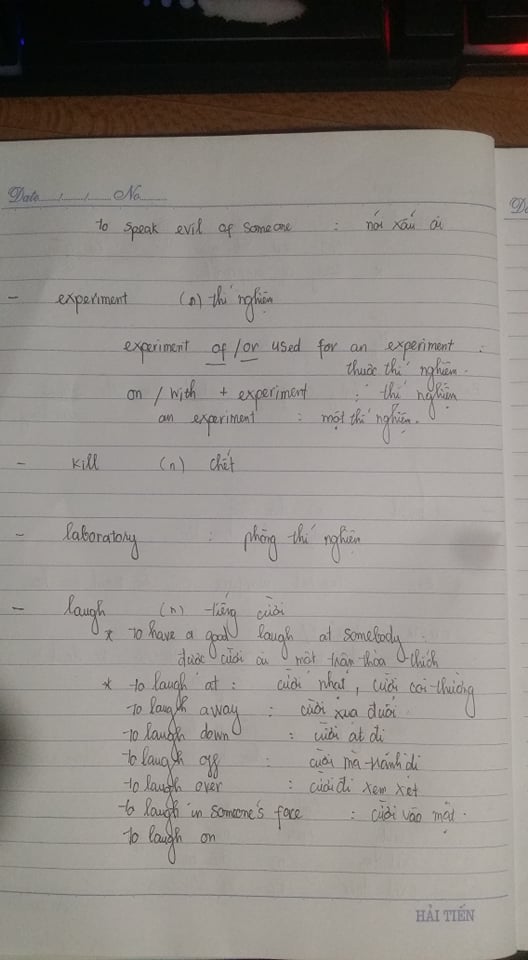 Date / / No
to speak evil of someone : nói xấu ai
- experiment (n) thí nghiệm
experiment of / or used for an experiment :
thuộc thí nghiệm.
on / with + experiment : thí nghiệm
an experiment : một thí nghiệm.
- kill (n) chết
- laboratory : phòng thí nghiệm
- laugh (n) tiếng cười
* to have a good laugh at somebody :
được cười ai một trận thỏa thích
* to laugh at : cười nhạt, cười coi thường
to laugh away : cười xua đuổi
to laugh down : cười át đi
to laugh off : cười mà tránh đi
to laugh over : cười đi xem xét
to laugh in someone's face : cười vào mặt.
to laugh on
HẢI TIẾN